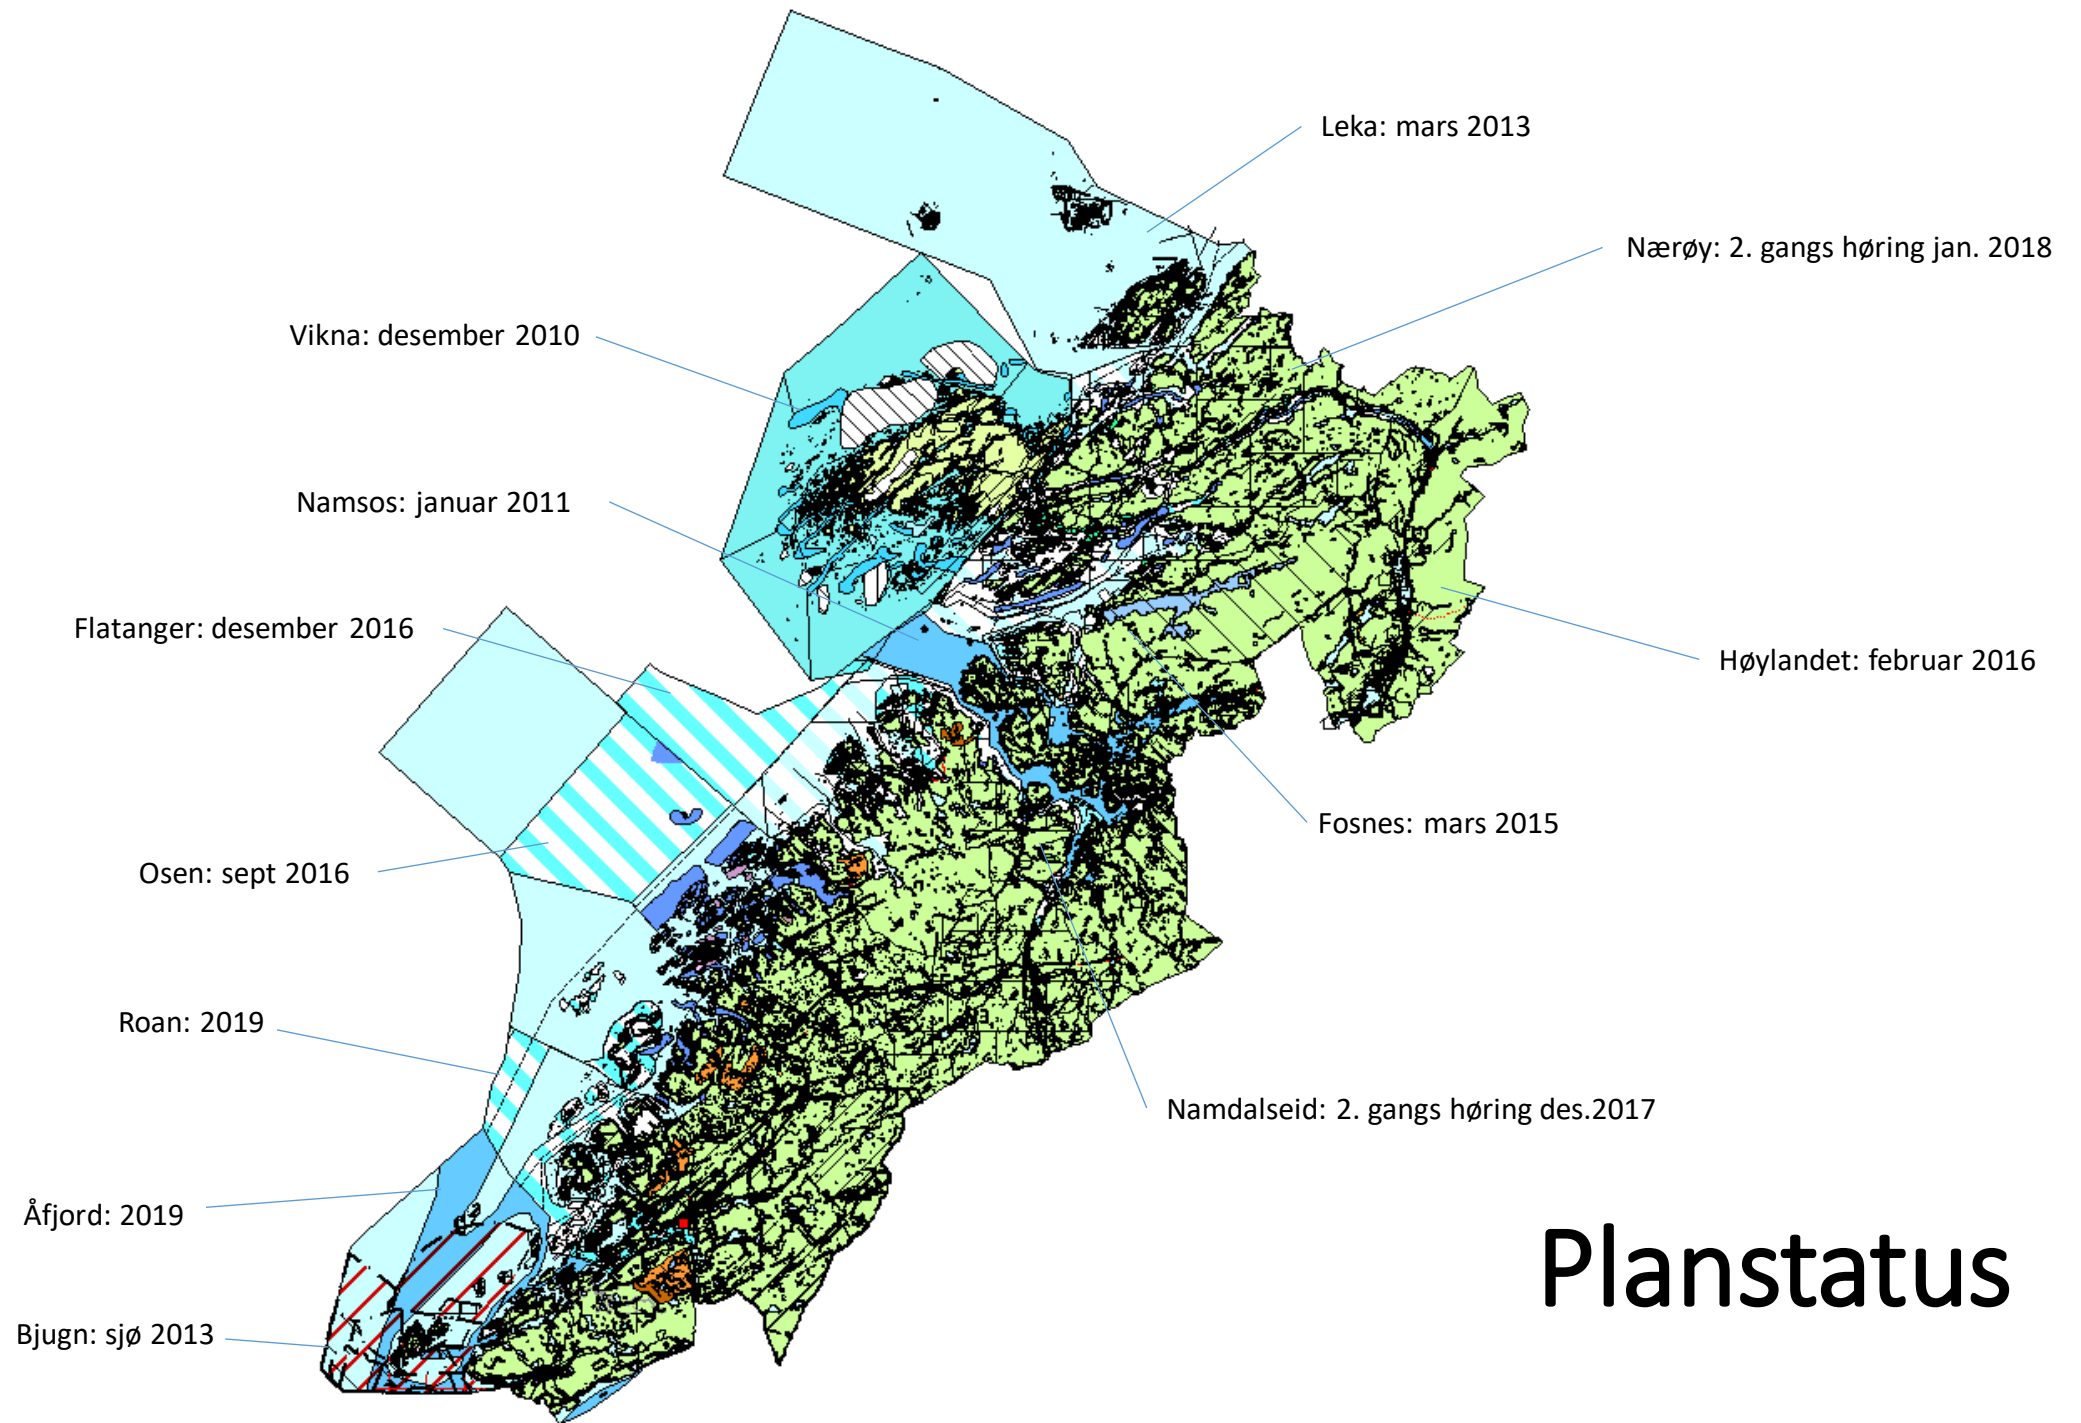 Leka: mars 2013
Nærøy: 2. gangs høring jan. 2018
Vikna: desember 2010
Namsos: januar 2011
Flatanger: desember 2016
Høylandet: februar 2016
Fosnes: mars 2015
Osen: sept 2016
Roan: 2019
Namdalseid: 2. gangs høring des.2017
Åfjord: 2019
Planstatus
Bjugn: sjø 2013